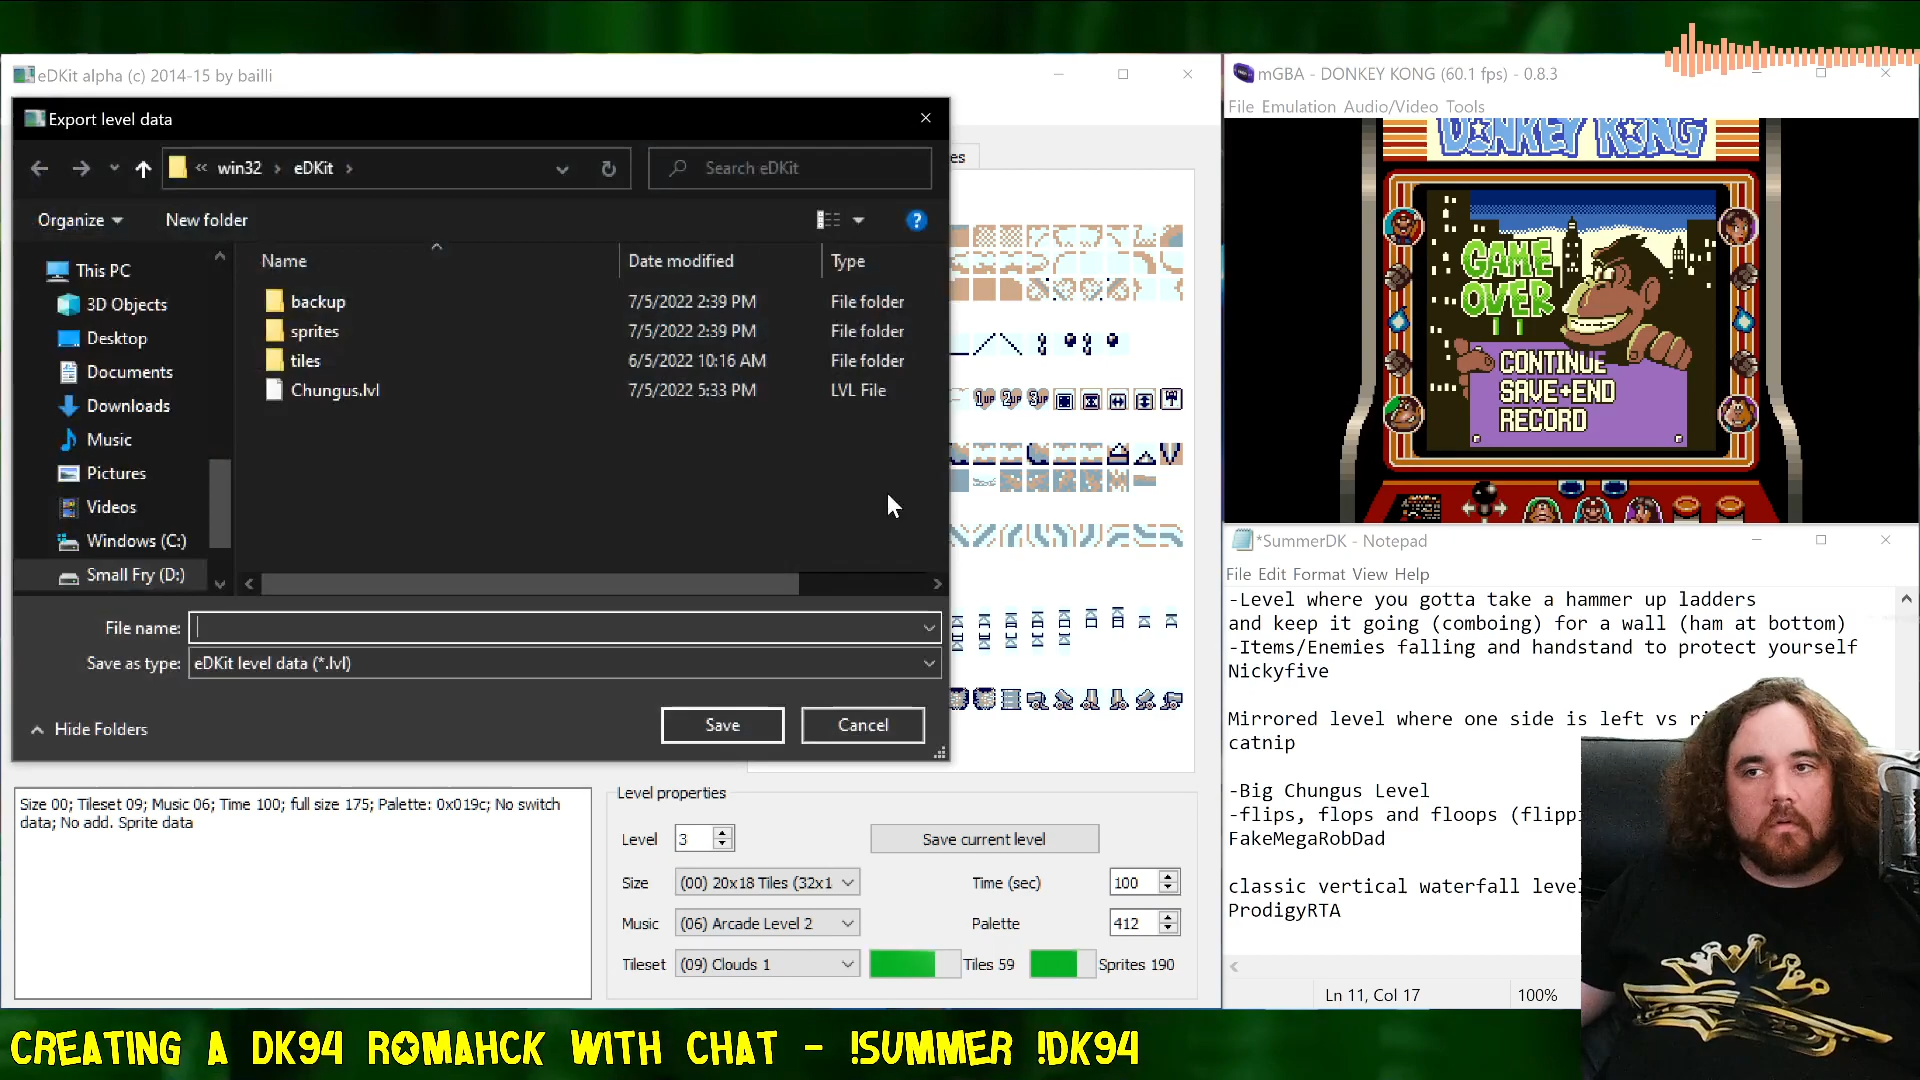 eDKit alpha (c) 2014-15 by bailli
Export level data
« win32 › eDKit ›
Search eDKit
Organize
New folder
Name
Date modified
Type
This PC
3D Objects
Desktop
Documents
Downloads
Music
Pictures
Videos
Windows (C:)
Small Fry (D:)
backup 7/5/2022 2:39 PM File folder
sprites 7/5/2022 2:39 PM File folder
tiles 6/5/2022 10:16 AM File folder
Chungus.lvl 7/5/2022 5:33 PM LVL File
File name:
Save as type: eDKit level data (*.lvl)
Hide Folders
Save
Cancel
es
1UP 2UP 3UP
Size 00; Tileset 09; Music 06; Time 100; full size 175; Palette: 0x019c; No switch
data; No add. Sprite data
Level properties
Level 3
Save current level
Size (00) 20x18 Tiles (32x1
Time (sec) 100
Music (06) Arcade Level 2
Palette 412
Tileset (09) Clouds 1
Tiles 59
Sprites 190
mGBA - DONKEY KONG (60.1 fps) - 0.8.3
File Emulation Audio/Video Tools
DONKEY KONG
GAME
OVER
CONTINUE
SAVE+END
RECORD
*SummerDK - Notepad
File Edit Format View Help
-Level where you gotta take a hammer up ladders
and keep it going (comboing) for a wall (ham at bottom)
-Items/Enemies falling and handstand to protect yourself
Nickyfive
Mirrored level where one side is left vs ri
catnip
-Big Chungus Level
-flips, flops and floops (flippi
FakeMegaRobDad
classic vertical waterfall level
ProdigyRTA
Ln 11, Col 17
100%
CREATING A DK94 ROMAHCK WITH CHAT - !SUMMER !DK94